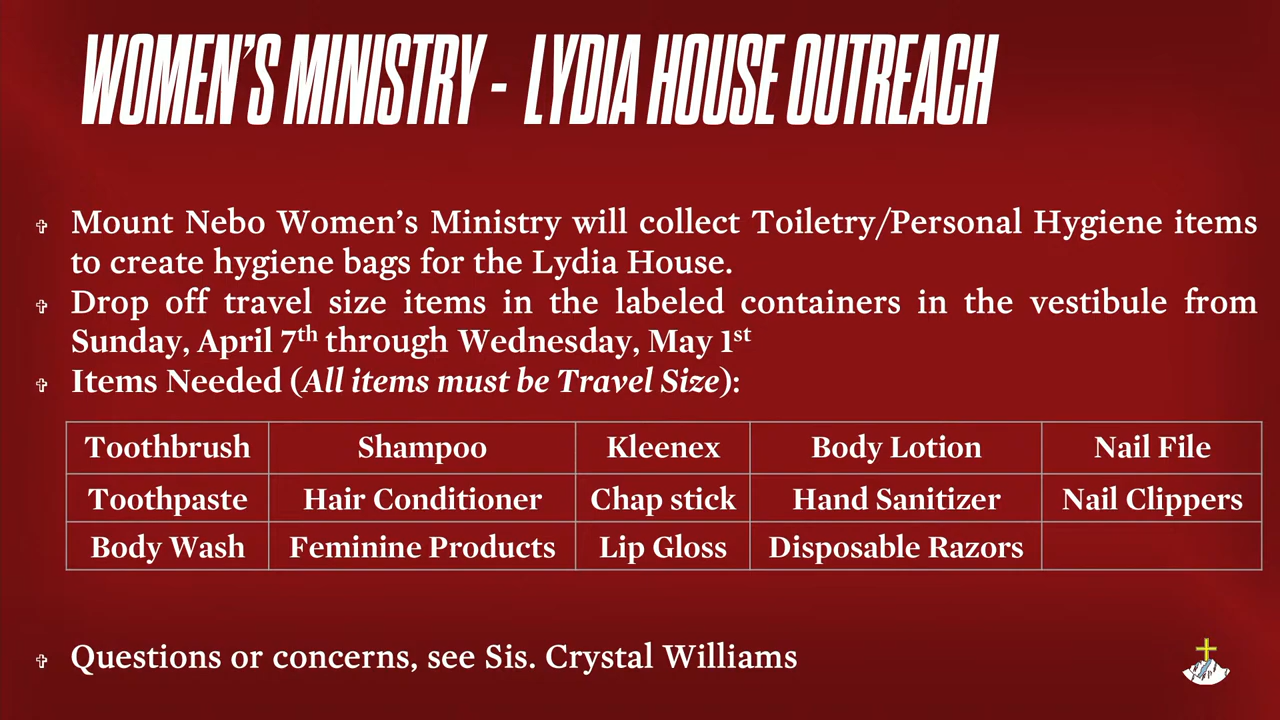 WOMEN'S MINISTRY - LYDIA HOUSE OUTREACH
Mount Nebo Women's Ministry will collect Toiletry/Personal Hygiene items
to create hygiene bags for the Lydia House.
Drop off travel size items in the labeled containers in the vestibule from
Sunday, April 7th through Wednesday, May 1st
Items Needed (All items must be Travel Size):
Toothbrush Shampoo Kleenex Body Lotion Nail File
Toothpaste Hair Conditioner Chap stick Hand Sanitizer Nail Clippers
Body Wash Feminine Products Lip Gloss Disposable Razors
Questions or concerns, see Sis. Crystal Williams